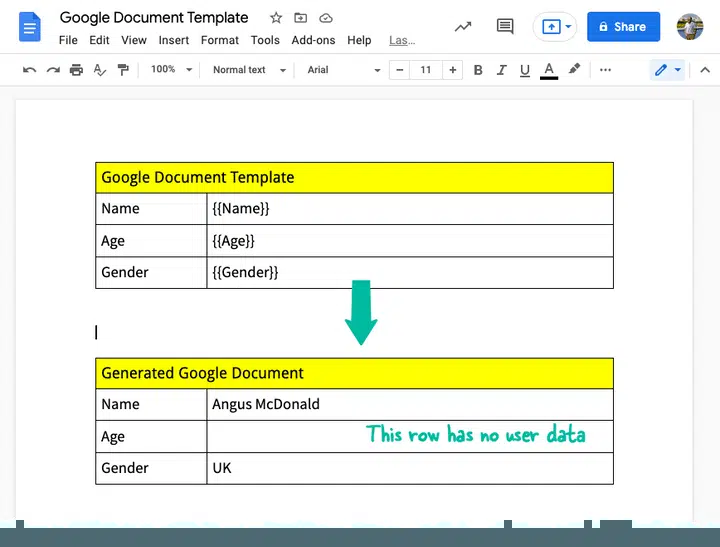 Google Document Template
File Edit View Insert Format Tools Add-ons Help Las...
Share
100% Normal text Arial − 11 + B I U A
Google Document Template
Name {{Name}}
Age {{Age}}
Gender {{Gender}}
Generated Google Document
Name Angus McDonald
Age This row has no user data
Gender UK